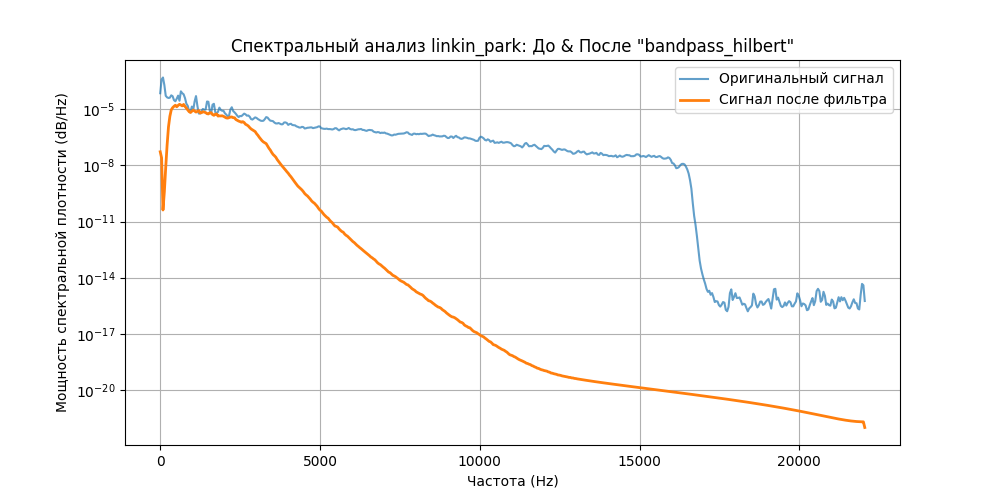 Спектральный анализ linkin_park: До & После "bandpass_hilbert"
Мощность спектральной плотности (dB/Hz)
Оригинальный сигнал
Сигнал после фильтра
10⁻⁵
10⁻⁸
10⁻¹¹
10⁻¹⁴
10⁻¹⁷
10⁻²⁰
0 5000 10000 15000 20000
Частота (Hz)